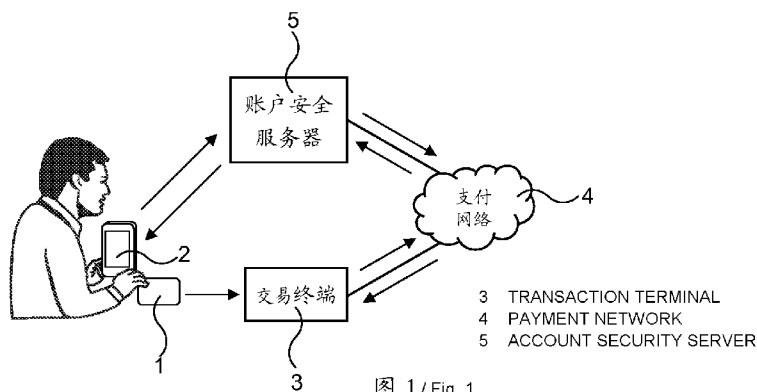 5
账户安全
服务器
支付
网络
4
2
交易终端
1
3
3 TRANSACTION TERMINAL
4 PAYMENT NETWORK
5 ACCOUNT SECURITY SERVER
图 1 / Fig. 1